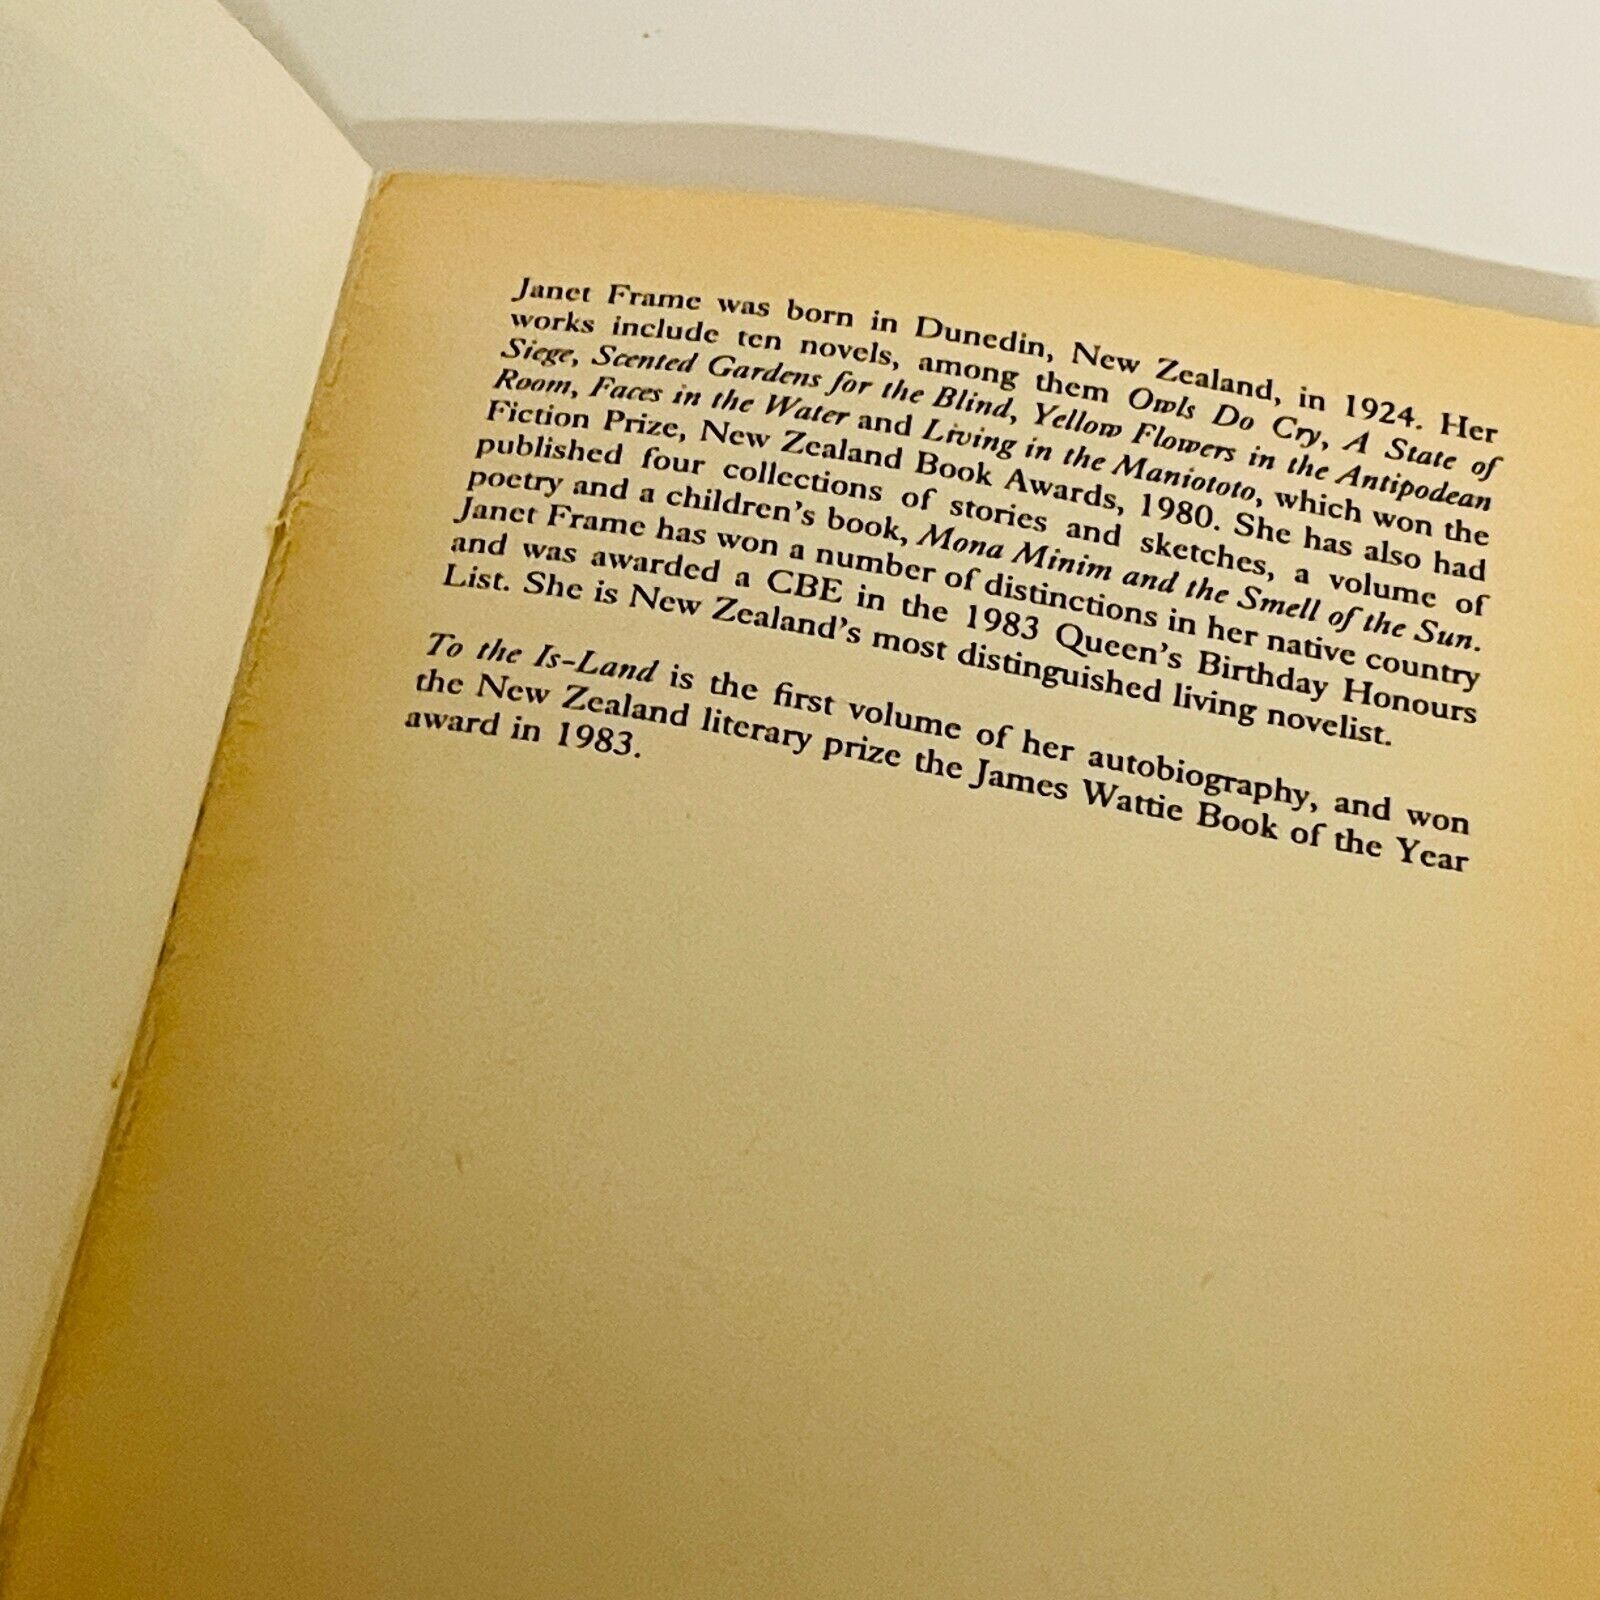 Janet Frame was born in Dunedin, New Zealand, in 1924. Her
works include ten novels, among them Owls Do Cry, A State of
Siege, Scented Gardens for the Blind, Yellow Flowers in the Antipodean
Room, Faces in the Water and Living in the Maniototo, which won the
Fiction Prize, New Zealand Book Awards, 1980. She has also had
published four collections of stories and sketches, a volume of
poetry and a children's book, Mona Minim and the Smell of the Sun.
Janet Frame has won a number of distinctions in her native country
and was awarded a CBE in the 1983 Queen's Birthday Honours
List. She is New Zealand's most distinguished living novelist.
To the Is-Land is the first volume of her autobiography, and won
the New Zealand literary prize the James Wattie Book of the Year
award in 1983.